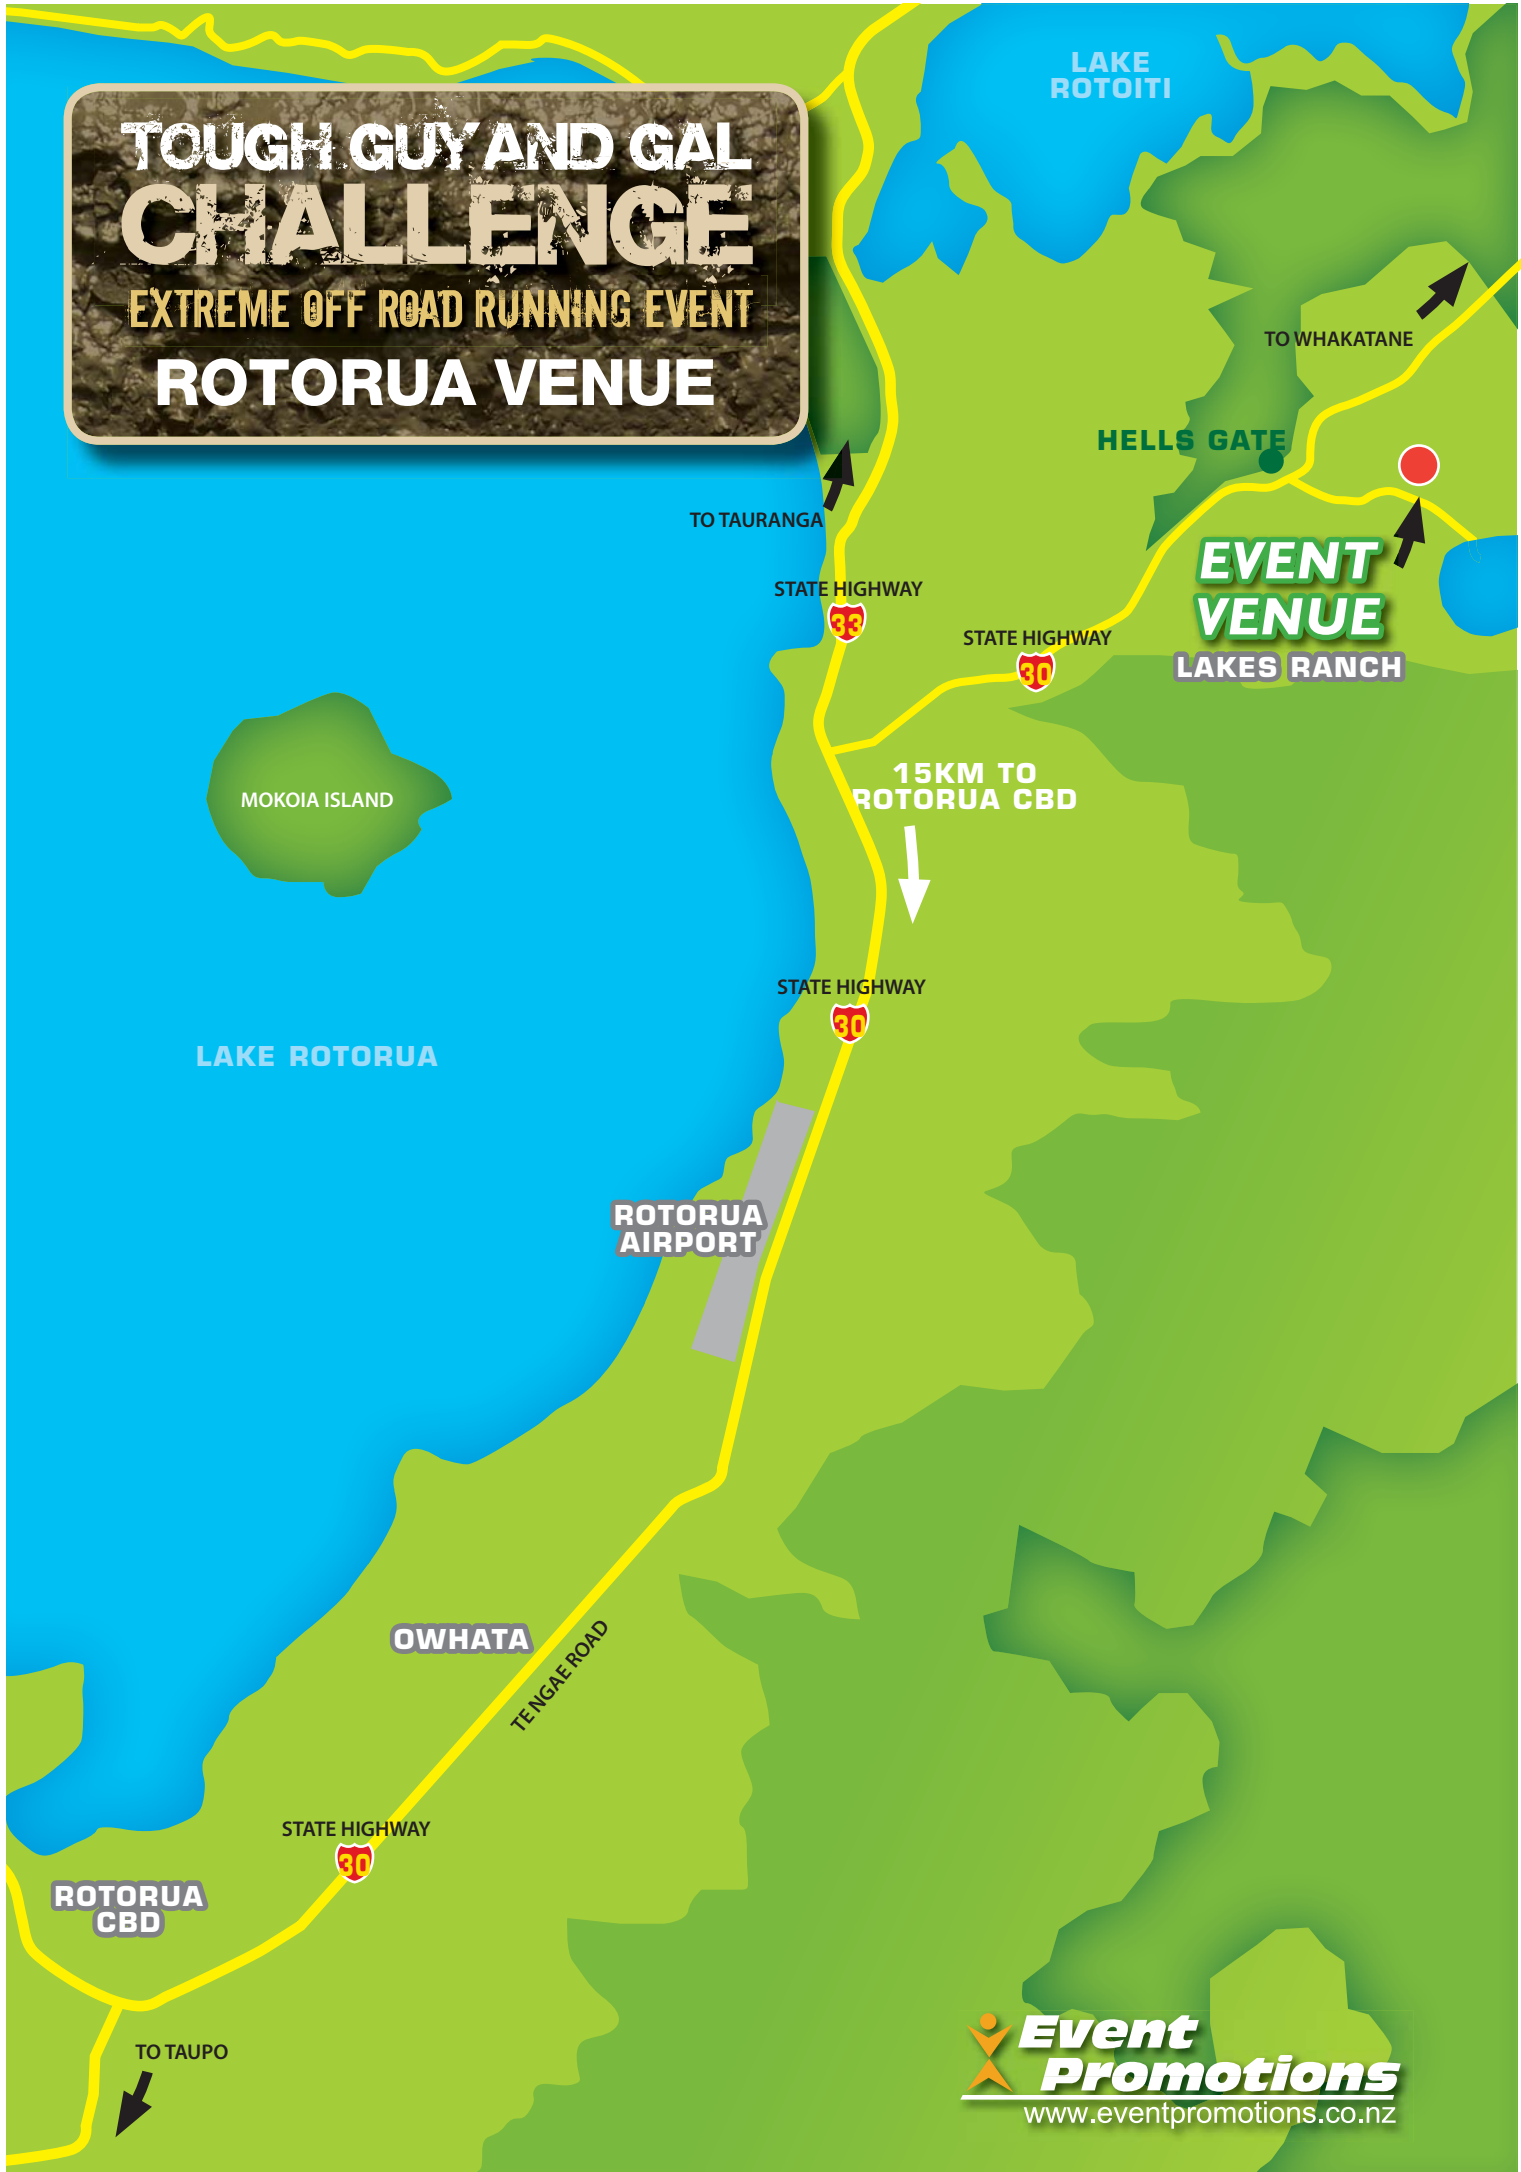 LAKE
ROTOITI
TOUGH GUY AND GAL
CHALLENGE
EXTREME OFF ROAD RUNNING EVENT
ROTORUA VENUE
TO WHAKATANE
HELLS GATE
TO TAURANGA
EVENT
VENUE
LAKES RANCH
STATE HIGHWAY
33
STATE HIGHWAY
30
15KM TO
ROTORUA CBD
MOKOIA ISLAND
STATE HIGHWAY
30
LAKE ROTORUA
ROTORUA
AIRPORT
OWHATA
TE NGAE ROAD
STATE HIGHWAY
30
ROTORUA
CBD
TO TAUPO
Event
Promotions
www.eventpromotions.co.nz